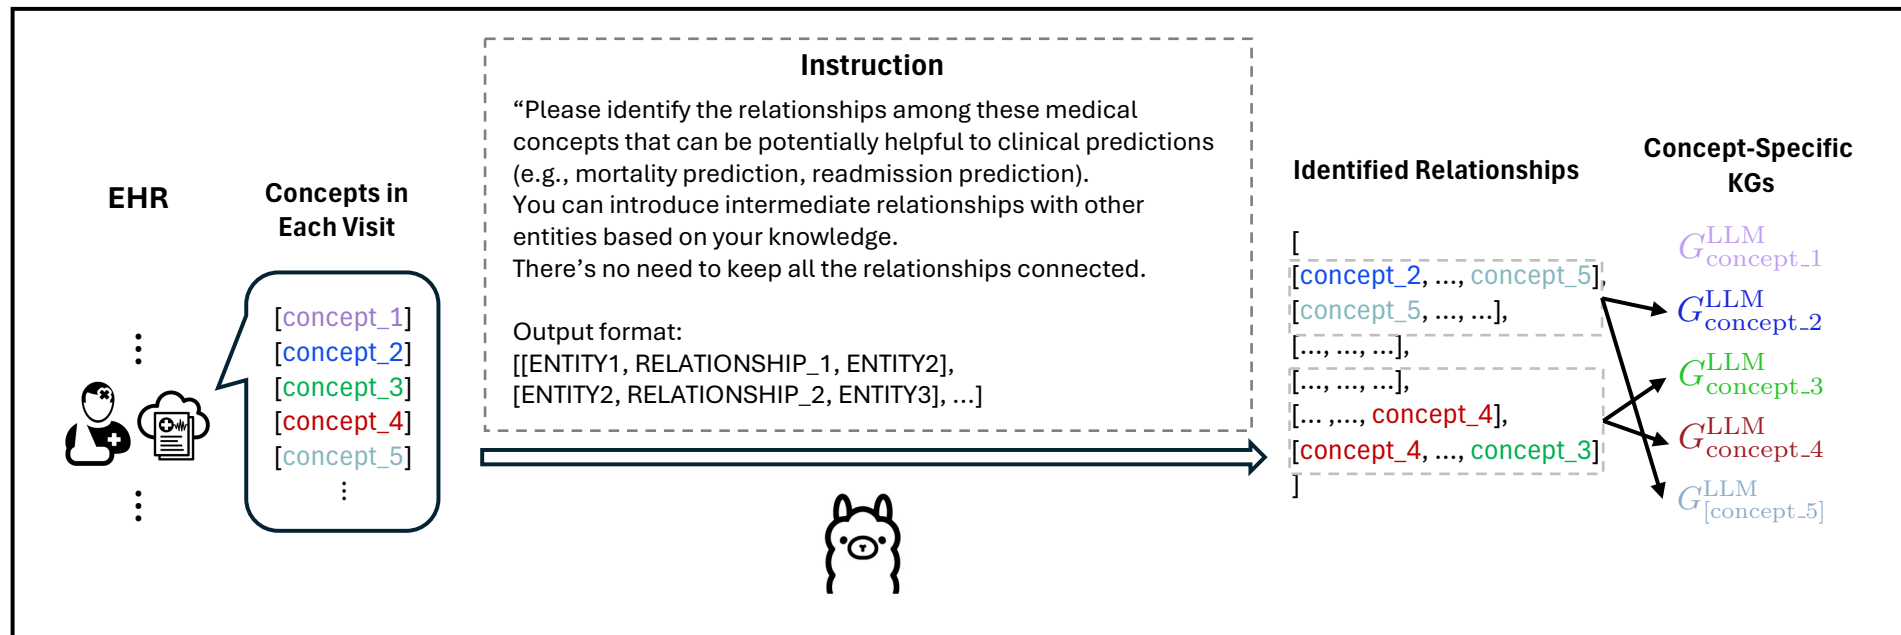 EHR
Concepts in
Each Visit
[concept_1]
[concept_2]
[concept_3]
[concept_4]
[concept_5]
⋮
Instruction
“Please identify the relationships among these medical
concepts that can be potentially helpful to clinical predictions
(e.g., mortality prediction, readmission prediction).
You can introduce intermediate relationships with other
entities based on your knowledge.
There’s no need to keep all the relationships connected.
Output format:
[[ENTITY1, RELATIONSHIP_1, ENTITY2],
[ENTITY2, RELATIONSHIP_2, ENTITY3], ...]
Identified Relationships
[
[concept_2, ..., concept_5],
[concept_5, ..., ...],
[..., ..., ...],
[..., ..., ...],
[... ,..., concept_4],
[concept_4, ..., concept_3]
]
Concept-Specific
KGs
G^LLM_concept_1
G^LLM_concept_2
G^LLM_concept_3
G^LLM_concept_4
G^LLM_[concept_5]